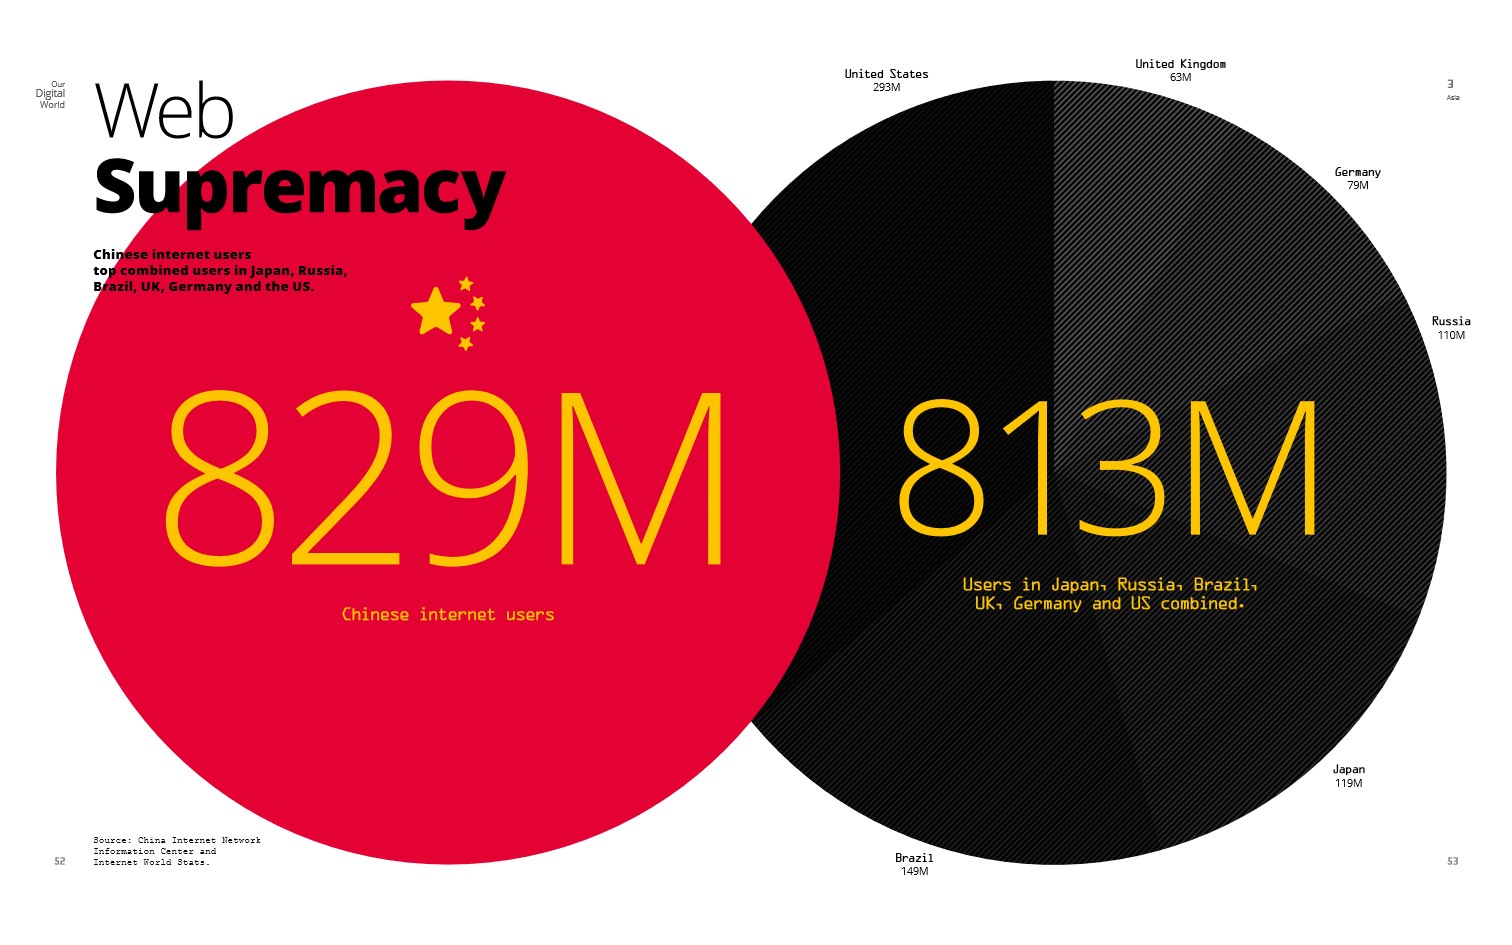 Our
Digital
World
Web
Supremacy
Chinese internet users
top combined users in Japan, Russia,
Brazil, UK, Germany and the US.
829M
Chinese internet users
Source: China Internet Network
Information Center and
Internet World Stats.
52
United States
293M
United Kingdom
63M
3
Asia
Germany
79M
Russia
110M
813M
Users in Japan, Russia, Brazil,
UK, Germany and US combined.
Japan
119M
Brazil
149M
53